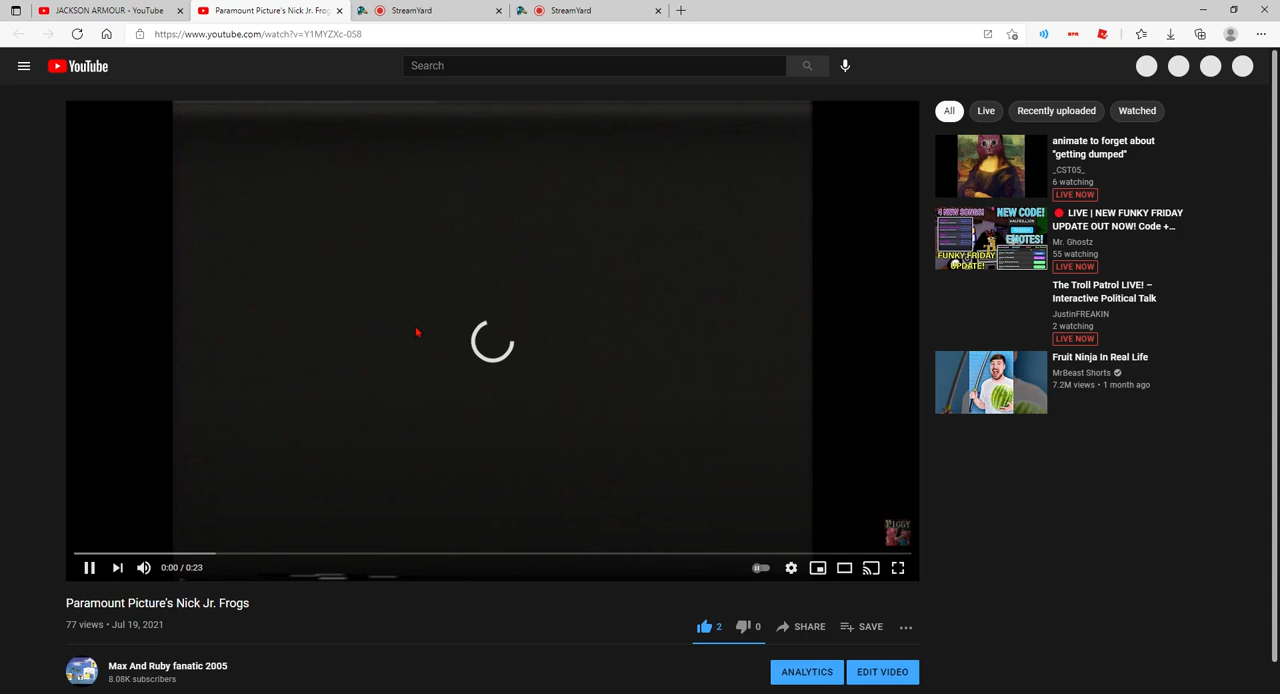 JACKSON ARMOUR - YouTube
Paramount Picture's Nick Jr. Frog
StreamYard
StreamYard
https://www.youtube.com/watch?v=Y1MYZXc-0S8
YouTube
Search
All
Live
Recently uploaded
Watched
animate to forget about
"getting dumped"
_CST05_
6 watching
LIVE NOW
4 NEW SONGS!
NEW CODE!
EMOTES!
FUNKY FRIDAY
UPDATE!
LIVE | NEW FUNKY FRIDAY
UPDATE OUT NOW! Code +...
Mr. Ghostz
55 watching
LIVE NOW
The Troll Patrol LIVE! –
Interactive Political Talk
JustinFREAKIN
2 watching
LIVE NOW
Fruit Ninja In Real Life
MrBeast Shorts
7.2M views • 1 month ago
PIGGY
0:00 / 0:23
Paramount Picture's Nick Jr. Frogs
77 views • Jul 19, 2021
2
0
SHARE
SAVE
Max And Ruby fanatic 2005
8.08K subscribers
ANALYTICS
EDIT VIDEO